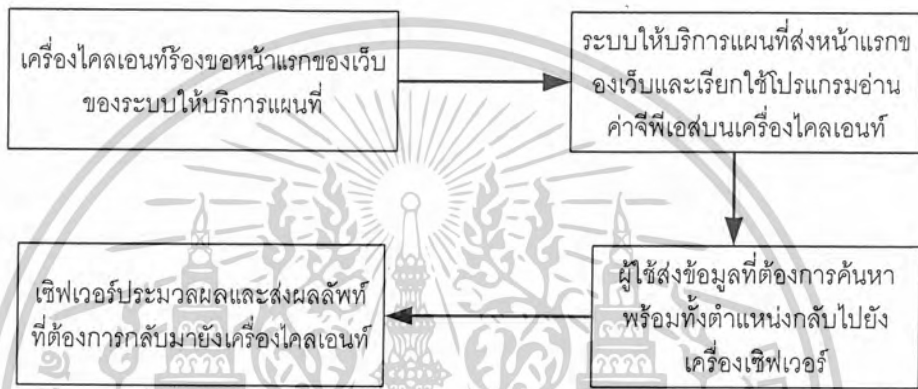 เครื่องไคลเอนท์ร้องขอหน้าแรกของเว็บ
ของระบบให้บริการแผนที่
ระบบให้บริการแผนที่ส่งหน้าแรกข
องเว็บและเรียกใช้โปรแกรมอ่าน
ค่าจีพีเอสบนเครื่องไคลเอนท์
ผู้ใช้ส่งข้อมูลที่ต้องการค้นหา
พร้อมทั้งตำแหน่งกลับไปยัง
เครื่องเซิฟเวอร์
เซิฟเวอร์ประมวลผลและส่งผลลัพท์
ที่ต้องการกลับมายังเครื่องไคลเอนท์